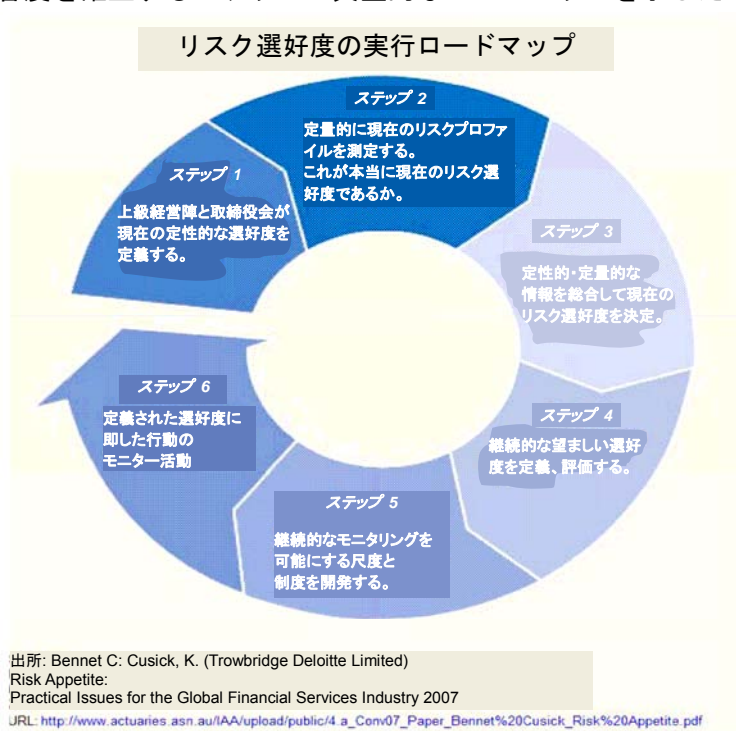 リスク選好度の実行ロードマップ
ステップ 1
上級経営陣と取締役会が
現在の定性的な選好度を
定義する。
ステップ 2
定量的に現在のリスクプロファ
イルを測定する。
これが本当に現在のリスク選
好度であるか。
ステップ 3
定性的・定量的な
情報を総合して現在の
リスク選好度を決定。
ステップ 4
継続的な望ましい選好
度を定義、評価する。
ステップ 5
継続的なモニタリングを
可能にする尺度と
制度を開発する。
ステップ 6
定義された選好度に
即した行動の
モニター活動
出所: Bennet C: Cusick, K. (Trowbridge Deloitte Limited)
Risk Appetite:
Practical Issues for the Global Financial Services Industry 2007
URL: http://www.actuaries.asn.au/IAA/upload/public/4.a_Conv07_Paper_Bennet%20Cusick_Risk%20Appetite.pdf